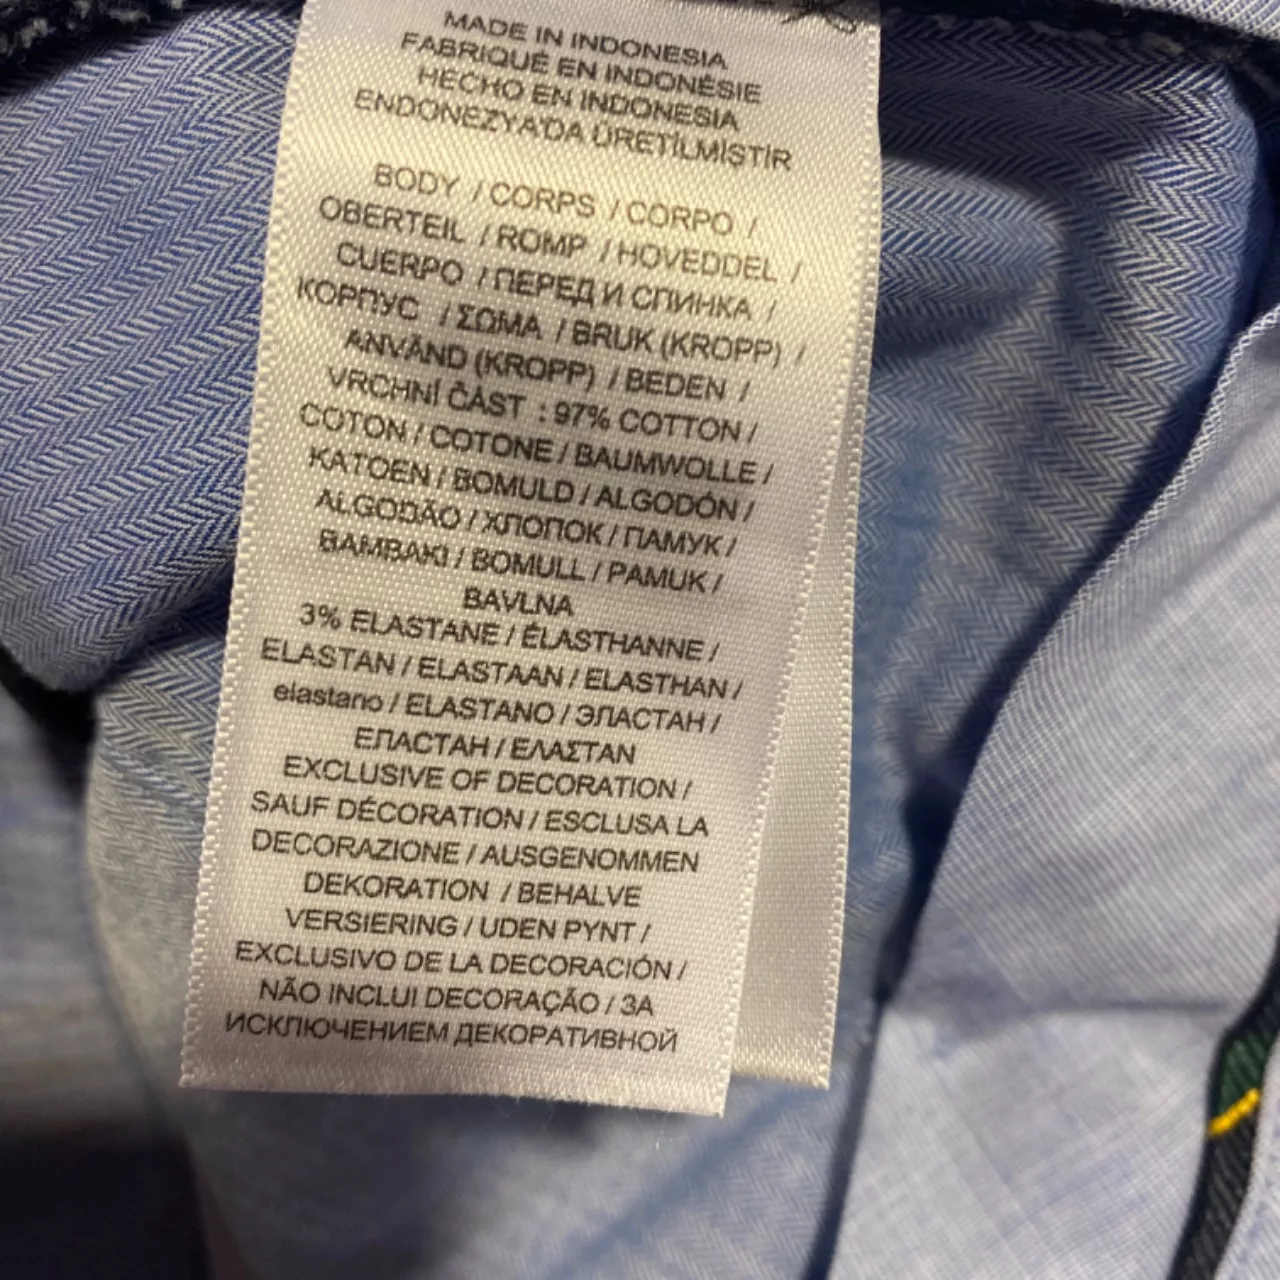 MADE IN INDONESIA
FABRIQUÉ EN INDONÉSIE
HECHO EN INDONESIA
ENDONEZYA'DA ÜRETİLMİŞTİR
BODY / CORPS / CORPO /
OBERTEIL / ROMP / HOVEDDEL /
CUERPO / ПЕРЕД И СПИНКА /
КОРПУС / ΣΩΜΑ / BRUK (KROPP) /
ANVÄND (KROPP) / BEDEN /
VRCHNÍ ČÁST : 97% COTTON /
COTON / COTONE / BAUMWOLLE /
KATOEN / BOMULD / ALGODÓN /
ALGODÃO / ХЛОПОК / ПАМУК /
ΒΑΜΒΑΚΙ / BOMULL / PAMUK /
BAVLNA
3% ELASTANE / ÉLASTHANNE /
ELASTAN / ELASTAAN / ELASTHAN /
elastano / ELASTANO / ЭЛАСТАН /
ЕЛАСТАН / ΕΛΑΣΤΑΝ
EXCLUSIVE OF DECORATION /
SAUF DÉCORATION / ESCLUSA LA
DECORAZIONE / AUSGENOMMEN
DEKORATION / BEHALVE
VERSIERING / UDEN PYNT /
EXCLUSIVO DE LA DECORACIÓN /
NÃO INCLUI DECORAÇÃO / ЗА
ИСКЛЮЧЕНИЕМ ДЕКОРАТИВНОЙ